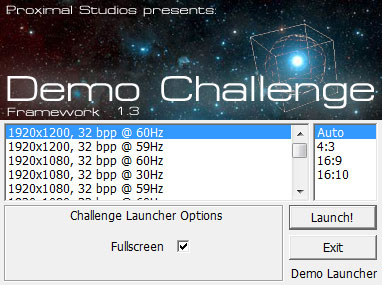 Proximal Studios presents:
Demo Challenge
Framework 1.3
1920x1200, 32 bpp @ 60Hz
1920x1200, 32 bpp @ 59Hz
1920x1080, 32 bpp @ 60Hz
1920x1080, 32 bpp @ 30Hz
1920x1080, 32 bpp @ 59Hz
Auto
4:3
16:9
16:10
Challenge Launcher Options
Fullscreen
Launch!
Exit
Demo Launcher